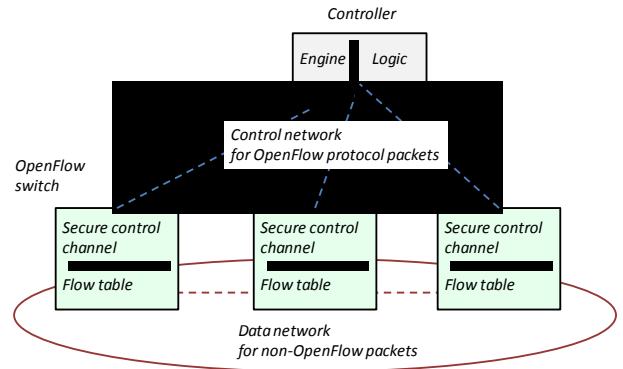 Controller
Engine
Logic
Control network
for OpenFlow protocol packets
OpenFlow
switch
Secure control
channel
Flow table
Secure control
channel
Flow table
Secure control
channel
Flow table
Data network
for non-OpenFlow packets